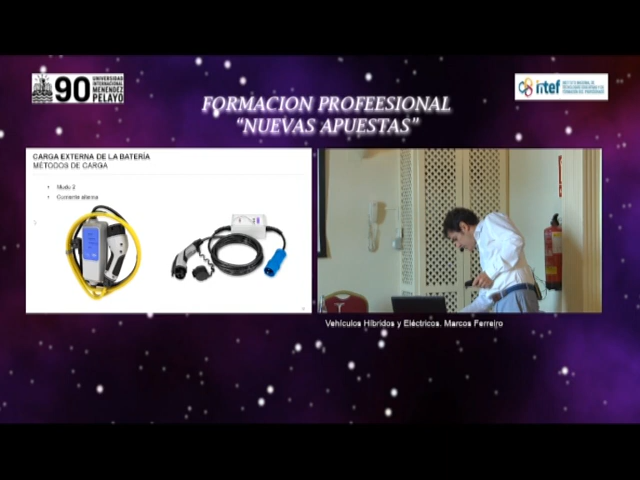 90
UNIVERSIDAD
INTERNACIONAL
MENÉNDEZ
PELAYO
intef
FORMACION PROFEESIONAL
“NUEVAS APUESTAS”
CARGA EXTERNA DE LA BATERÍA
MÉTODOS DE CARGA
• Modo 2
• Corriente alterna
Vehículos Híbridos y Eléctricos. Marcos Ferreiro